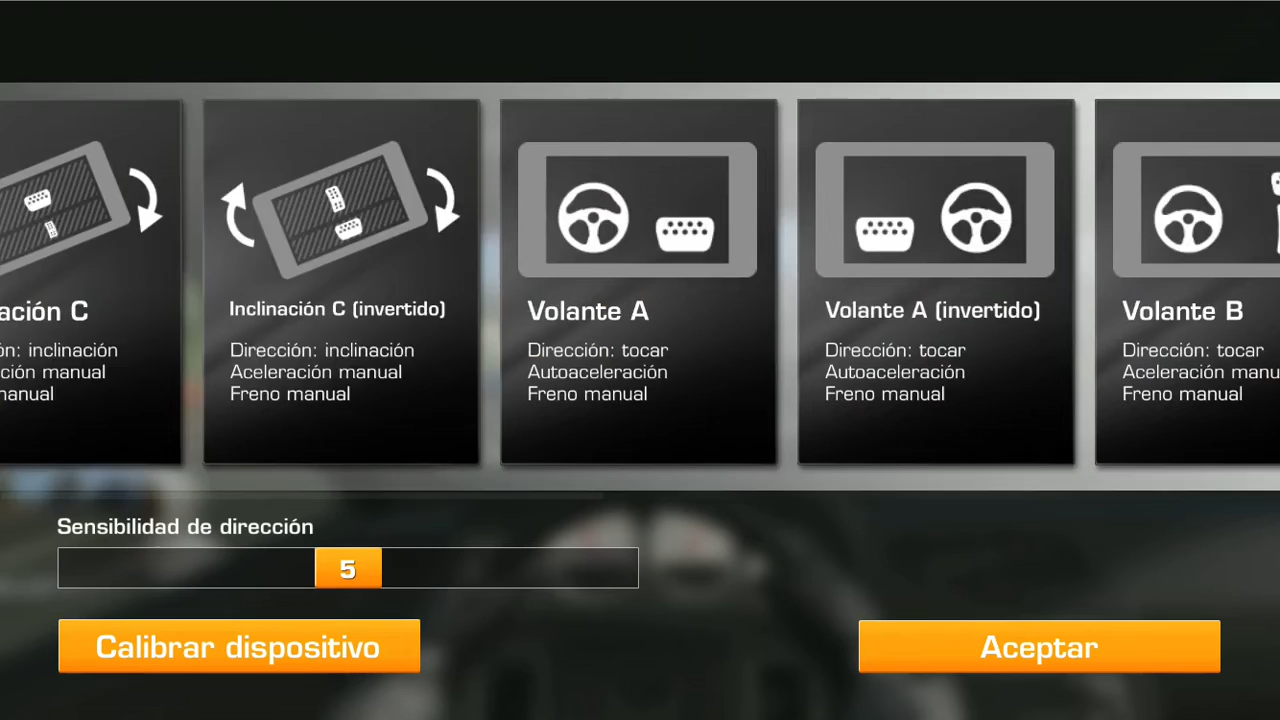 ación C
ón: inclinación
ción manual
manual
Inclinación C (invertido)
Dirección: inclinación
Aceleración manual
Freno manual
Volante A
Dirección: tocar
Autoaceleración
Freno manual
Volante A (invertido)
Dirección: tocar
Autoaceleración
Freno manual
Volante B
Dirección: tocar
Aceleración manu
Freno manual
Sensibilidad de dirección
5
Calibrar dispositivo
Aceptar